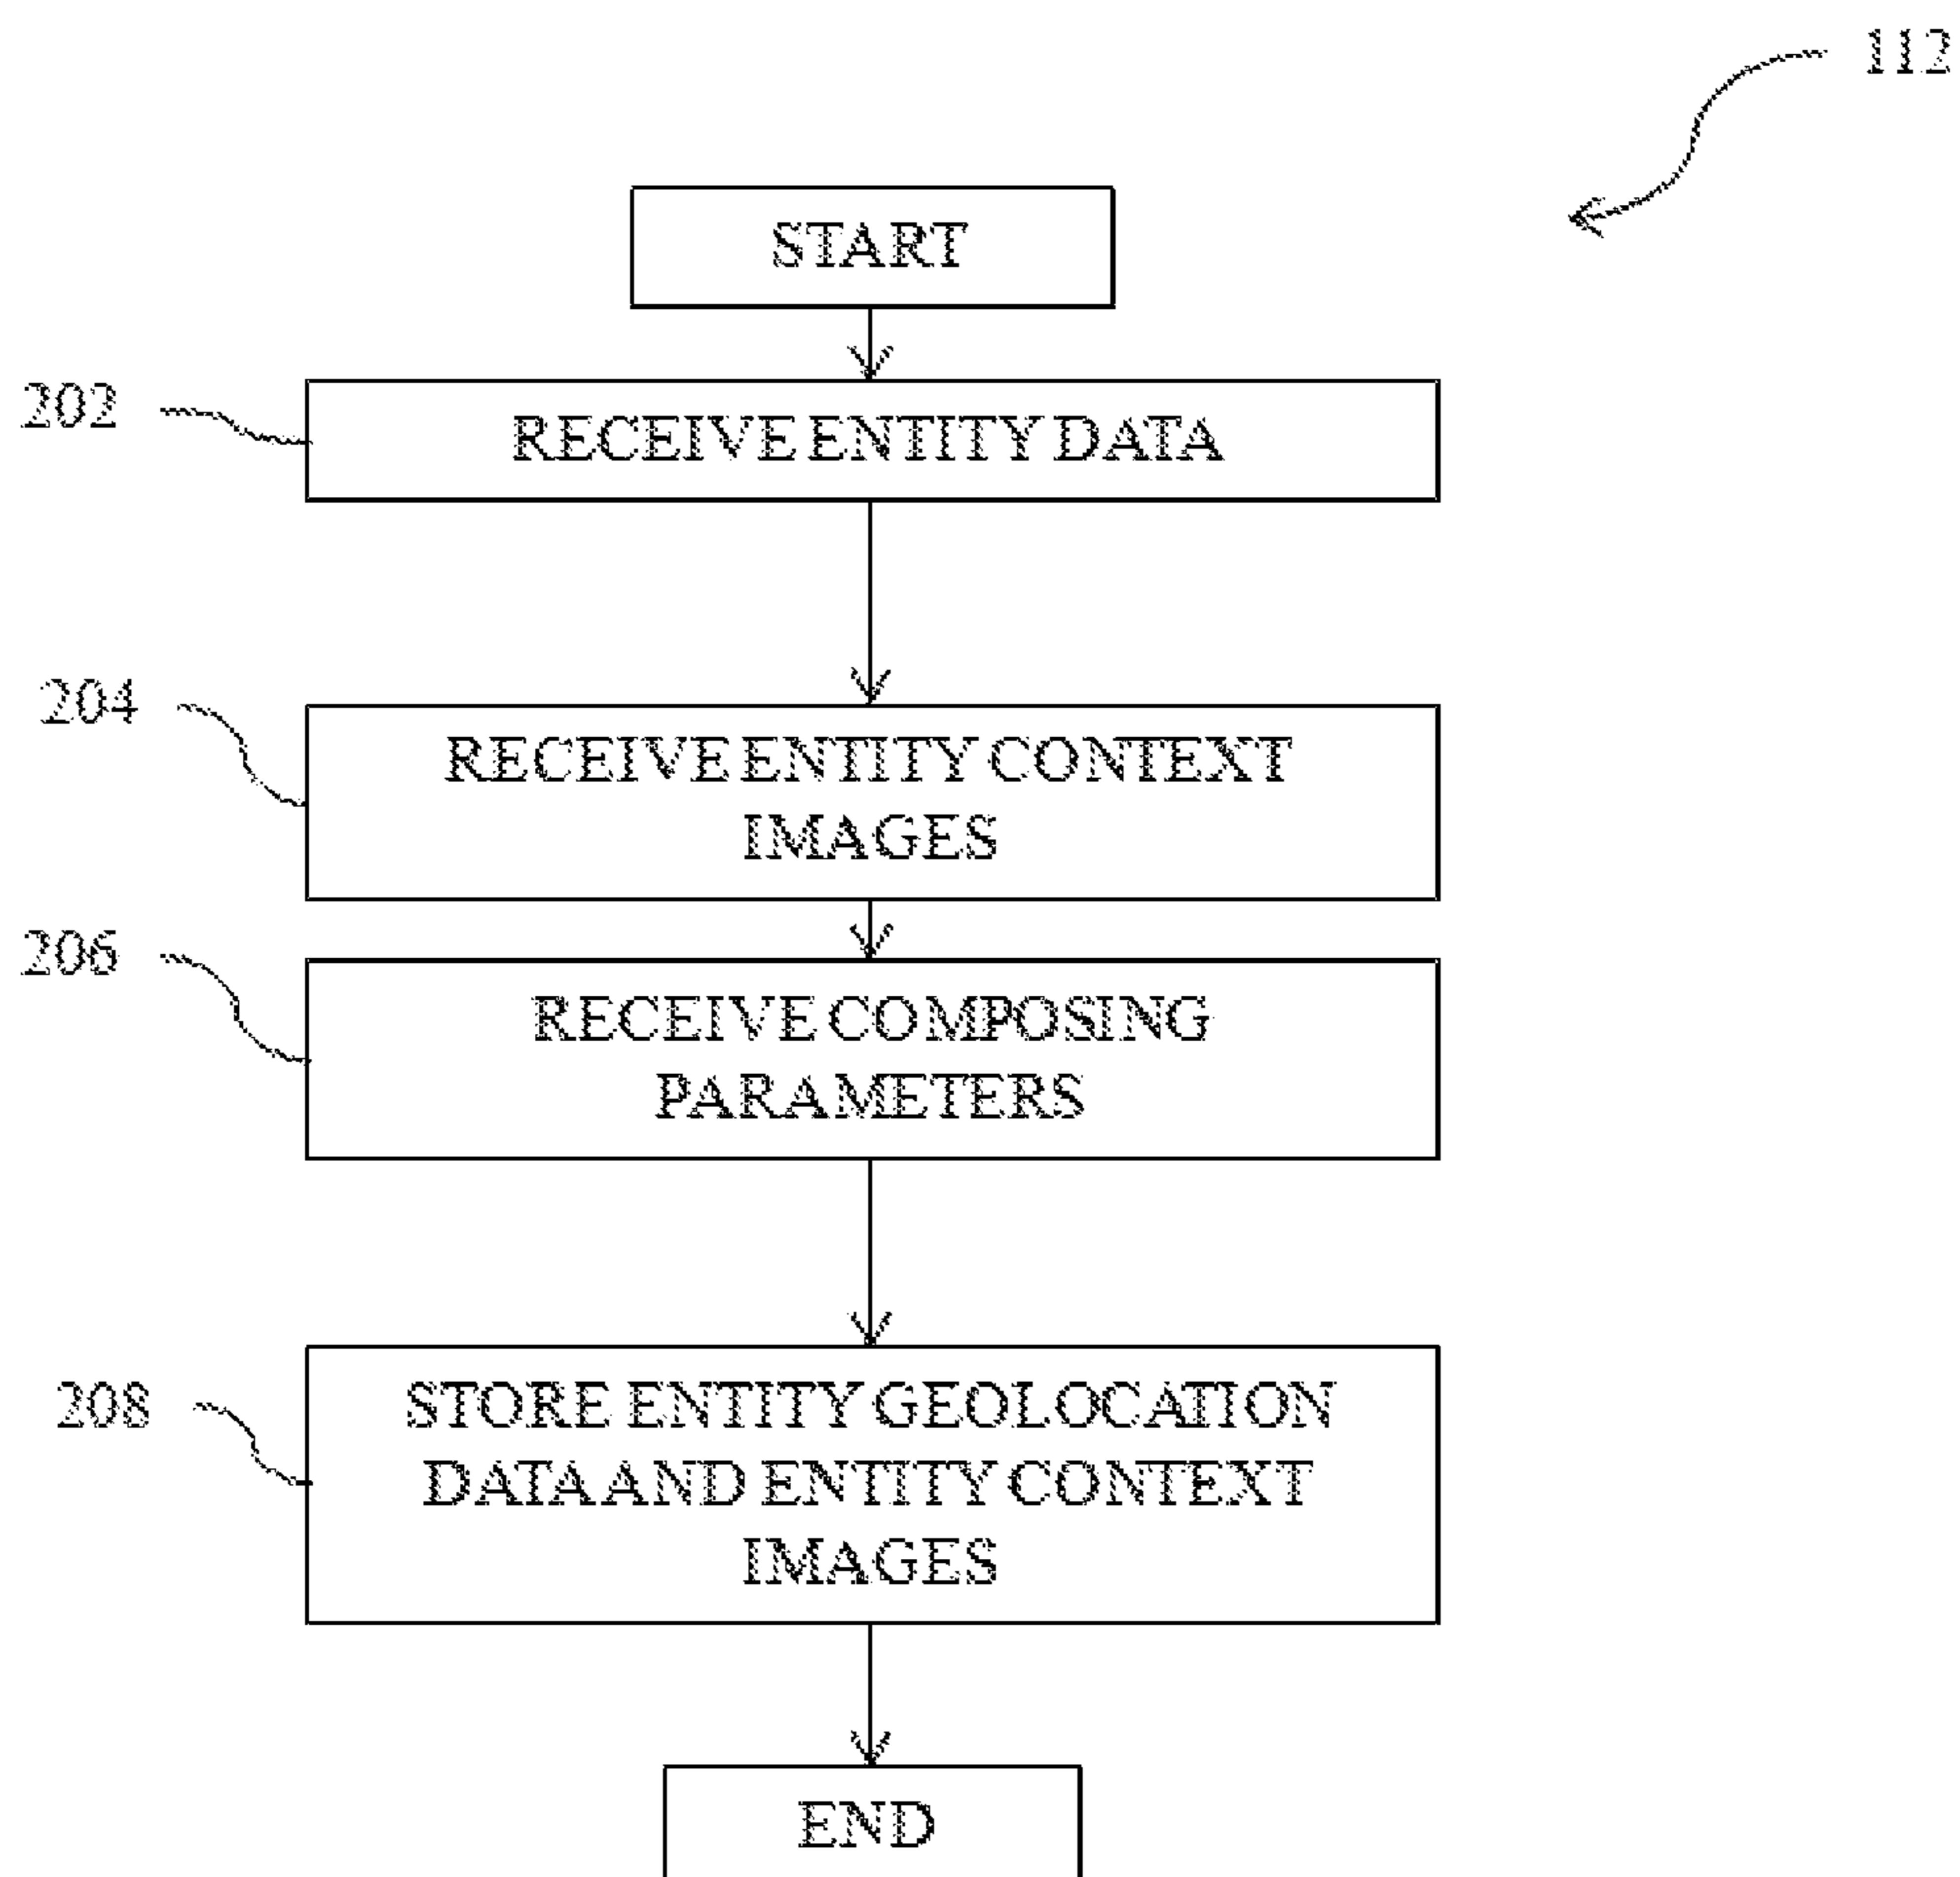 112
START
202
RECEIVE ENTITY DATA
204
RECEIVE ENTITY CONTEXT
IMAGES
206
RECEIVE COMPOSING
PARAMETERS
208
STORE ENTITY GEOLOCATION
DATA AND ENTITY CONTEXT
IMAGES
END